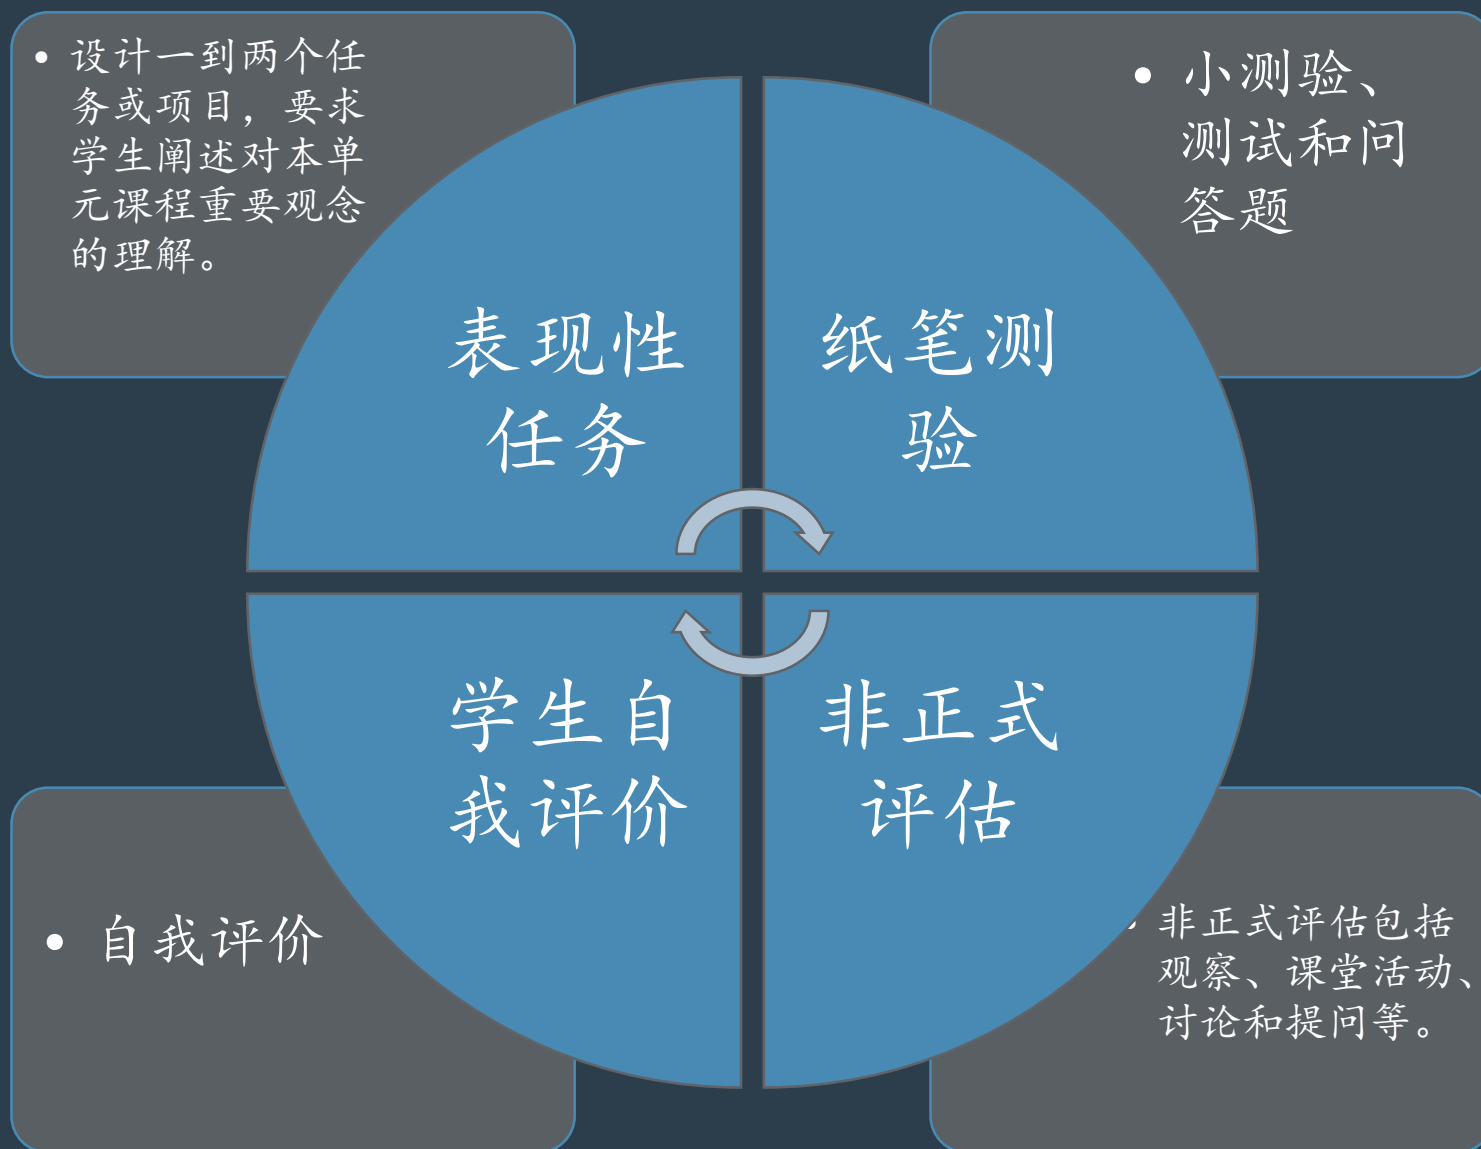 • 设计一到两个任
务或项目，要求
学生阐述对本单
元课程重要观念
的理解。
• 小测验、
测试和问
答题
表现性
任务
纸笔测
验
学生自
我评价
非正式
评估
• 自我评价
• 非正式评估包括
观察、课堂活动、
讨论和提问等。